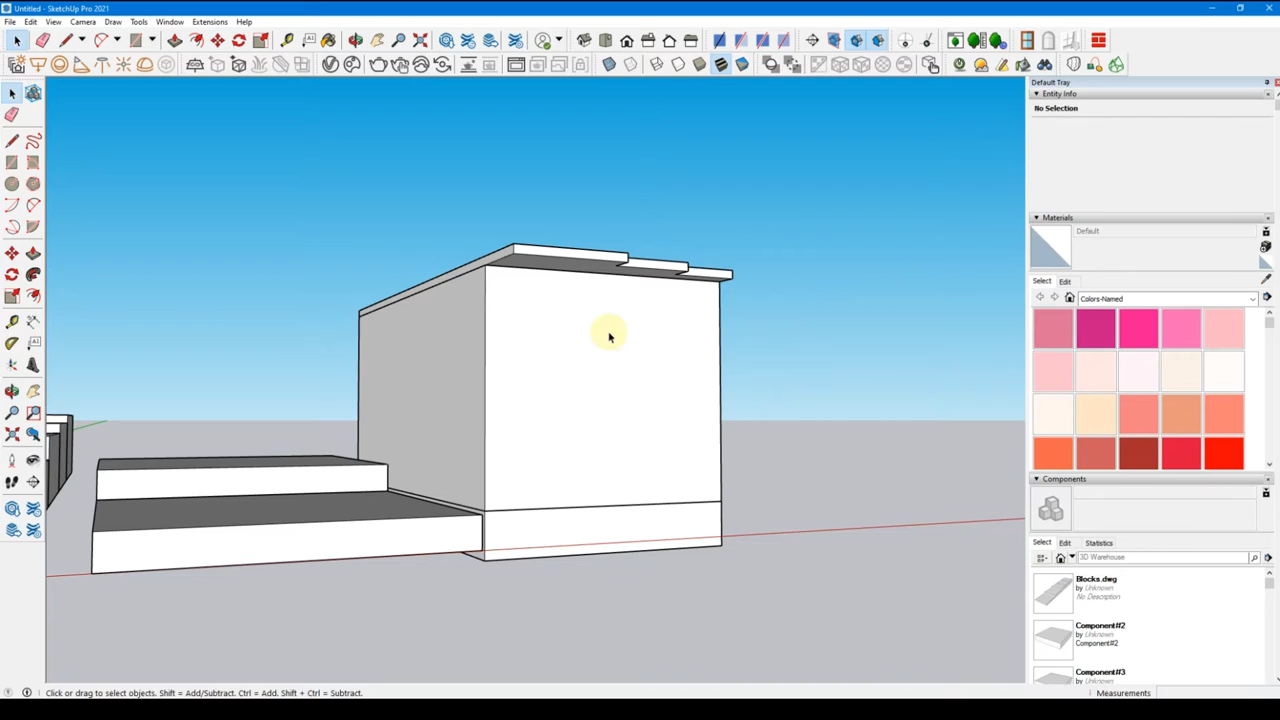 Untitled - SketchUp Pro 2021
File Edit View Camera Draw Tools Window Extensions Help
Default Tray
Entity Info
No Selection
Materials
Default
Select Edit
Colors-Named
Components
Select Edit Statistics
3D Warehouse
Blocks.dwg
by Unknown
No Description
Component#2
by Unknown
Component#2
Component#3
by Unknown
Click or drag to select objects. Shift = Add/Subtract. Ctrl = Add. Shift + Ctrl = Subtract.
Measurements